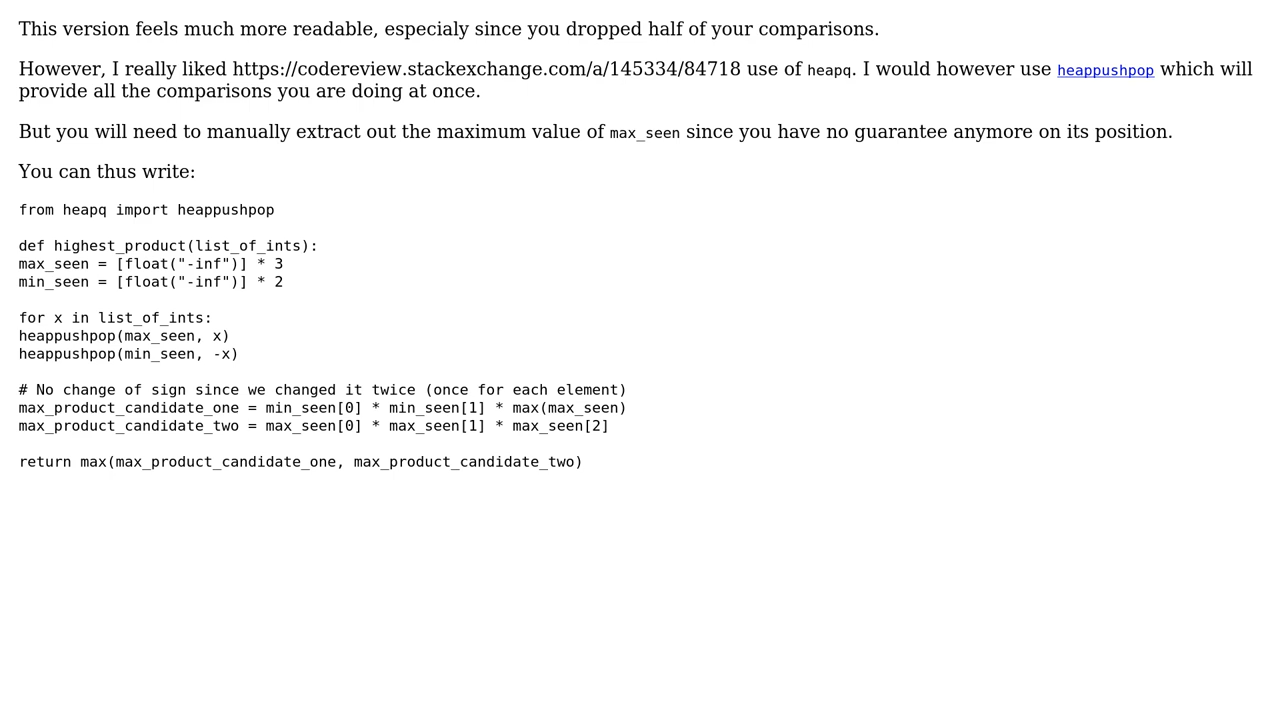 This version feels much more readable, especialy since you dropped half of your comparisons.
However, I really liked https://codereview.stackexchange.com/a/145334/84718 use of heapq. I would however use heappushpop which will
provide all the comparisons you are doing at once.
But you will need to manually extract out the maximum value of max_seen since you have no guarantee anymore on its position.
You can thus write:
from heapq import heappushpop
def highest_product(list_of_ints):
max_seen = [float("-inf")] * 3
min_seen = [float("-inf")] * 2
for x in list_of_ints:
heappushpop(max_seen, x)
heappushpop(min_seen, -x)
# No change of sign since we changed it twice (once for each element)
max_product_candidate_one = min_seen[0] * min_seen[1] * max(max_seen)
max_product_candidate_two = max_seen[0] * max_seen[1] * max_seen[2]
return max(max_product_candidate_one, max_product_candidate_two)